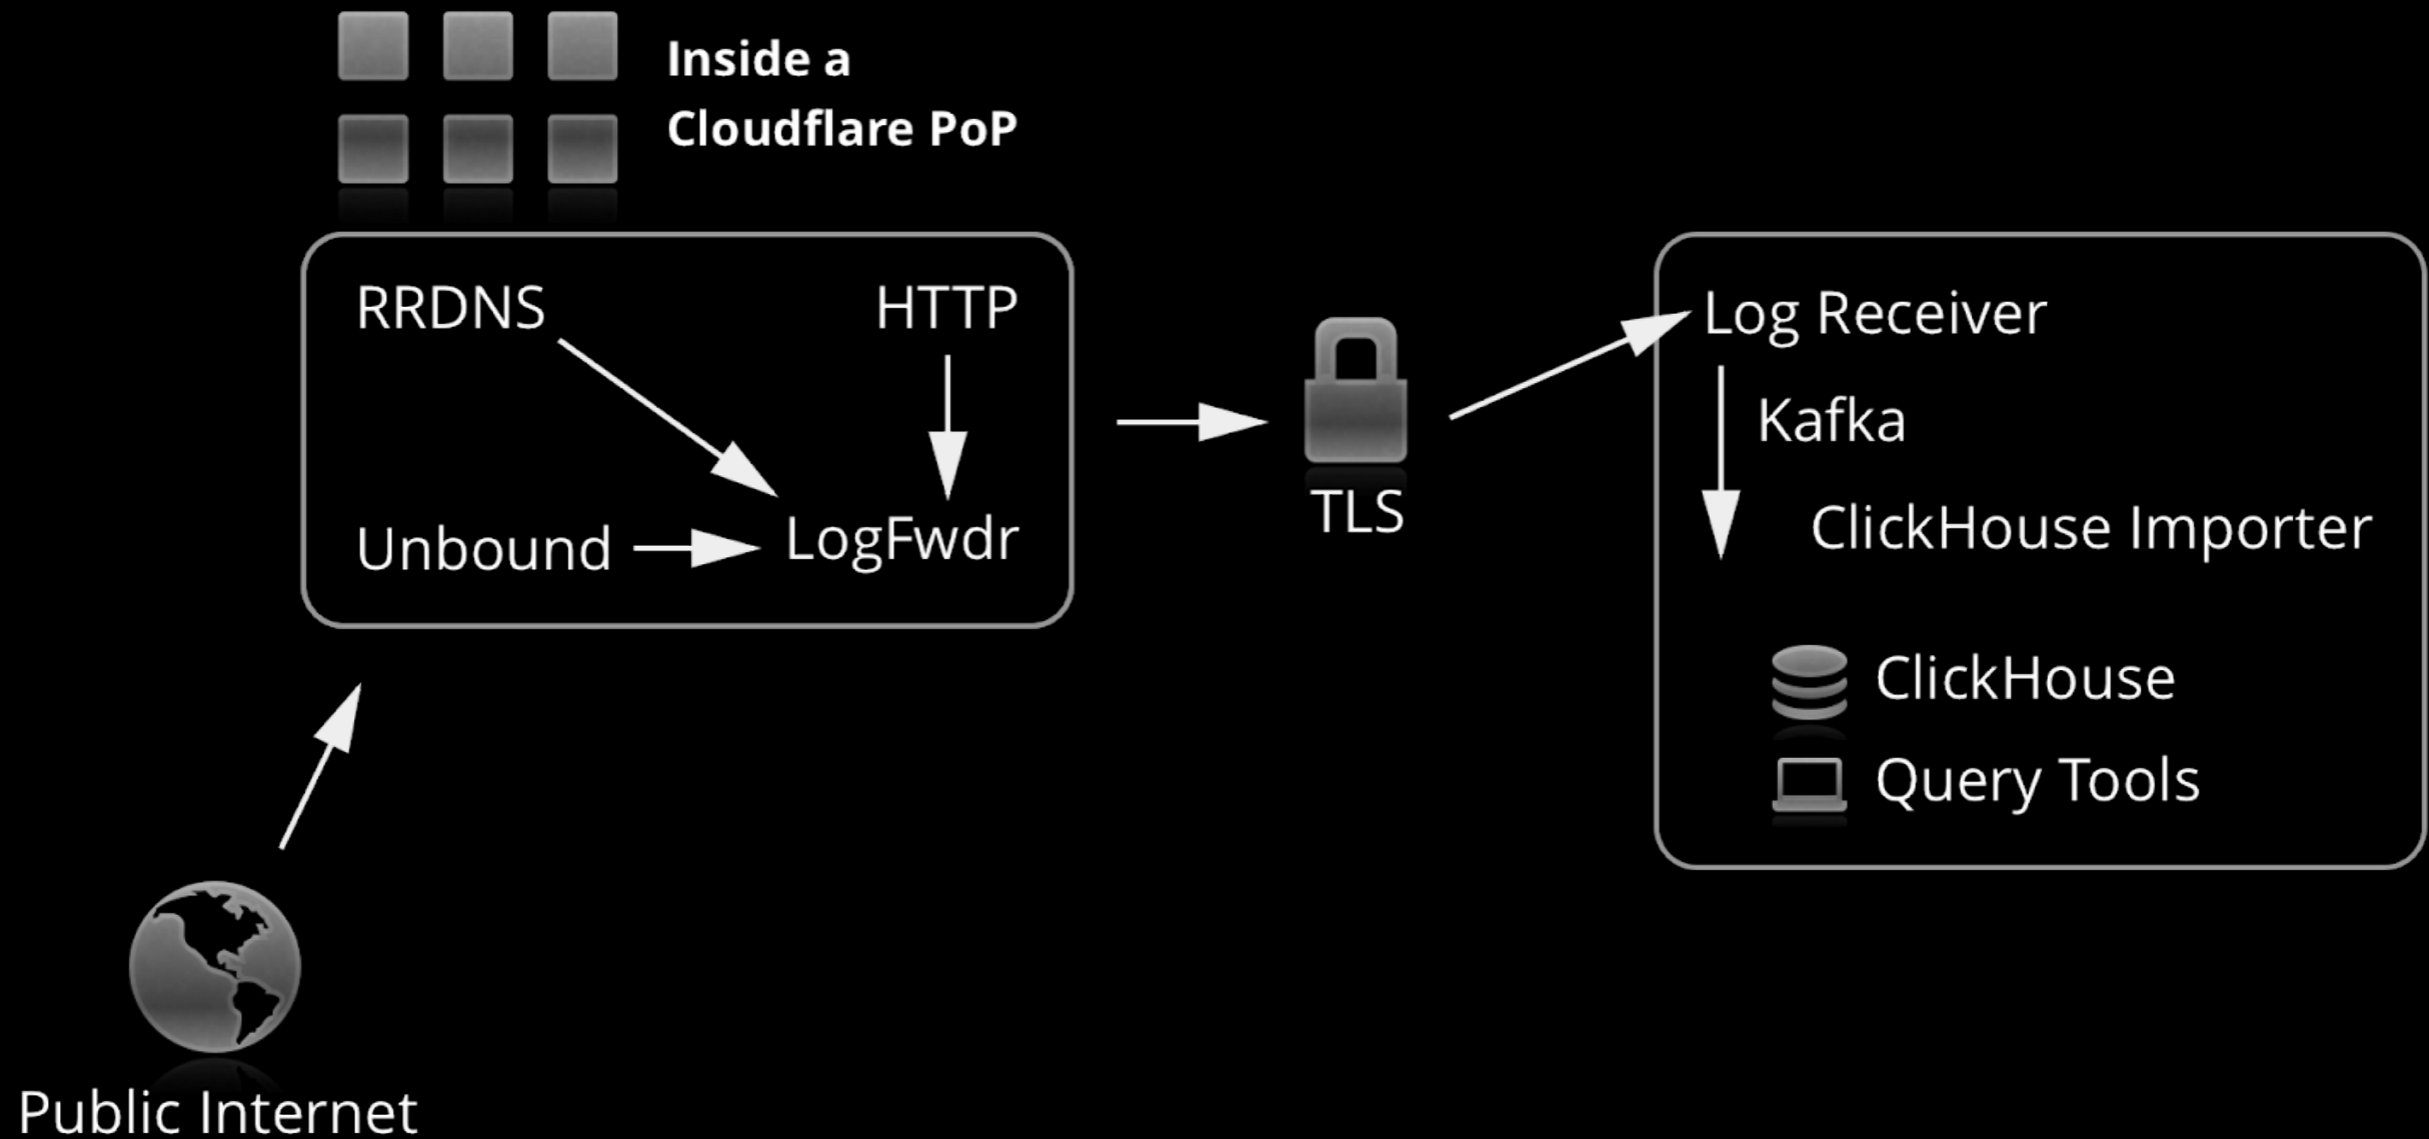 Inside a
Cloudflare PoP
RRDNS
HTTP
Unbound
LogFwdr
TLS
Log Receiver
Kafka
ClickHouse Importer
ClickHouse
Query Tools
Public Internet